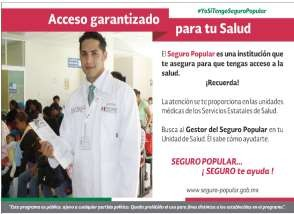 #YoSíTengoSeguroPopular
Acceso garantizado
para tu Salud
El Seguro Popular es una institución que
te asegura para que tengas acceso a la
salud.
¡Recuerda!
La atención se te proporciona en las unidades
médicas de los Servicios Estatales de Salud.
Busca al Gestor del Seguro Popular en tu
Unidad de Salud. Él sabe cómo ayudarte.
SEGURO POPULAR...
¡ SEGURO te ayuda !
www.seguro-popular.gob.mx
"Este programa es público, ajeno a cualquier partido político. Queda prohibido el uso para fines distintos a los establecidos en el programa".